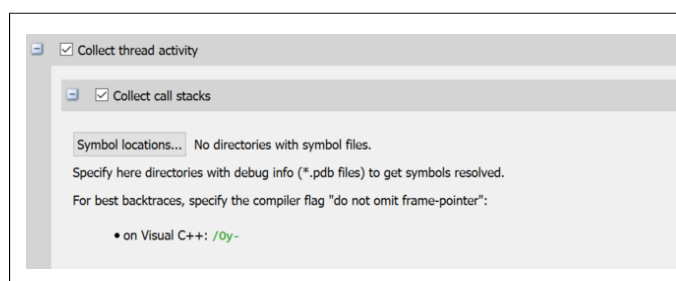 Collect thread activity
Collect call stacks
Symbol locations... No directories with symbol files.
Specify here directories with debug info (*.pdb files) to get symbols resolved.
For best backtraces, specify the compiler flag "do not omit frame-pointer":
• on Visual C++: /Oy-